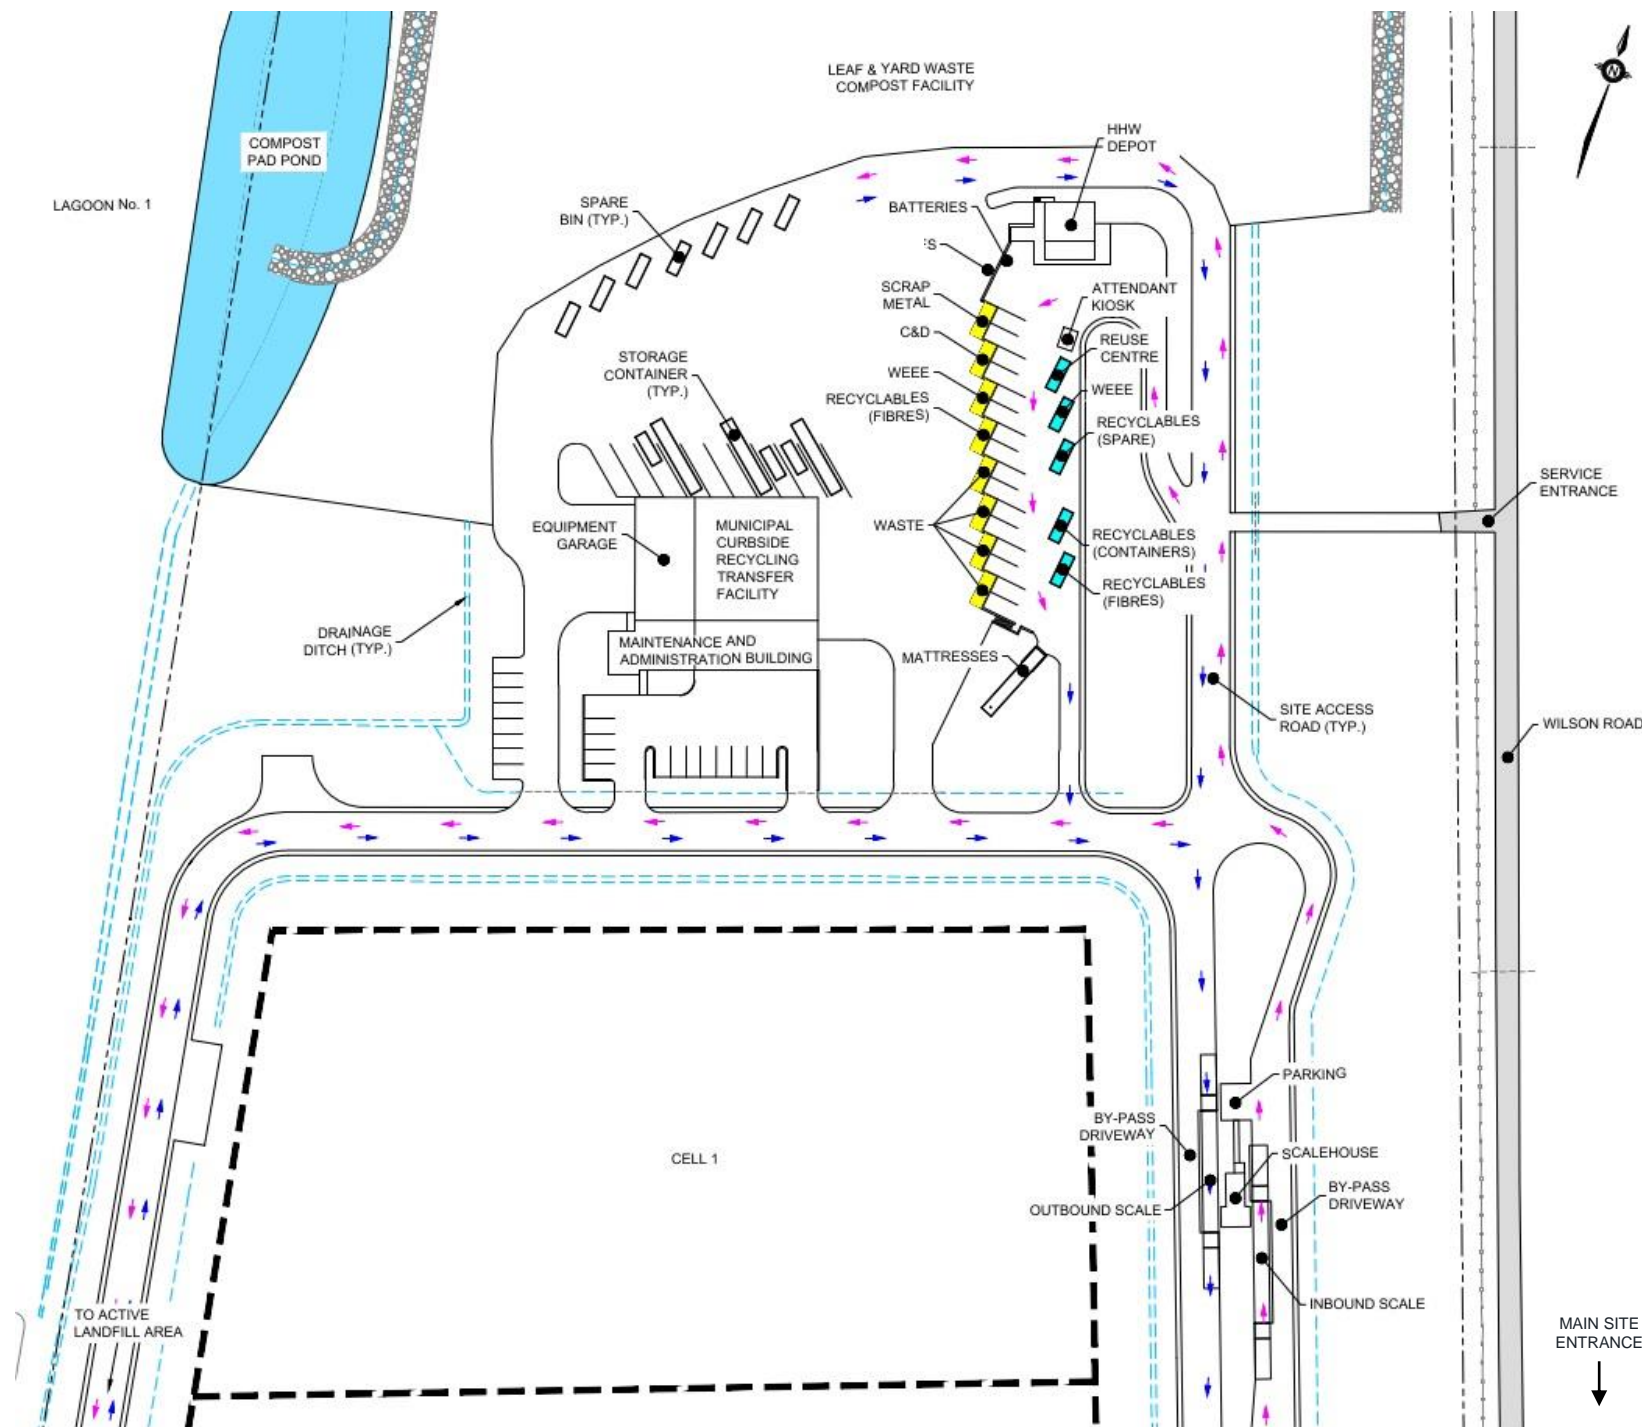 LEAF & YARD WASTE
COMPOST FACILITY
N
HHW
DEPOT
COMPOST
PAD POND
LAGOON No. 1
SPARE
BIN (TYP.)
BATTERIES
SCRAP
METAL
ATTENDANT
KIOSK
C&D
REUSE
CENTRE
STORAGE
CONTAINER
(TYP.)
WEEE
WEEE
RECYCLABLES
(FIBRES)
RECYCLABLES
(SPARE)
SERVICE
ENTRANCE
EQUIPMENT
GARAGE
MUNICIPAL
CURBSIDE
RECYCLING
TRANSFER
FACILITY
WASTE
RECYCLABLES
(CONTAINERS)
RECYCLABLES
(FIBRES)
DRAINAGE
DITCH (TYP.)
MAINTENANCE AND
ADMINISTRATION BUILDING
MATTRESSES
SITE ACCESS
ROAD (TYP.)
WILSON ROAD
PARKING
BY-PASS
DRIVEWAY
CELL 1
SCALEHOUSE
BY-PASS
DRIVEWAY
OUTBOUND SCALE
INBOUND SCALE
TO ACTIVE
LANDFILL AREA
MAIN SITE
ENTRANCE